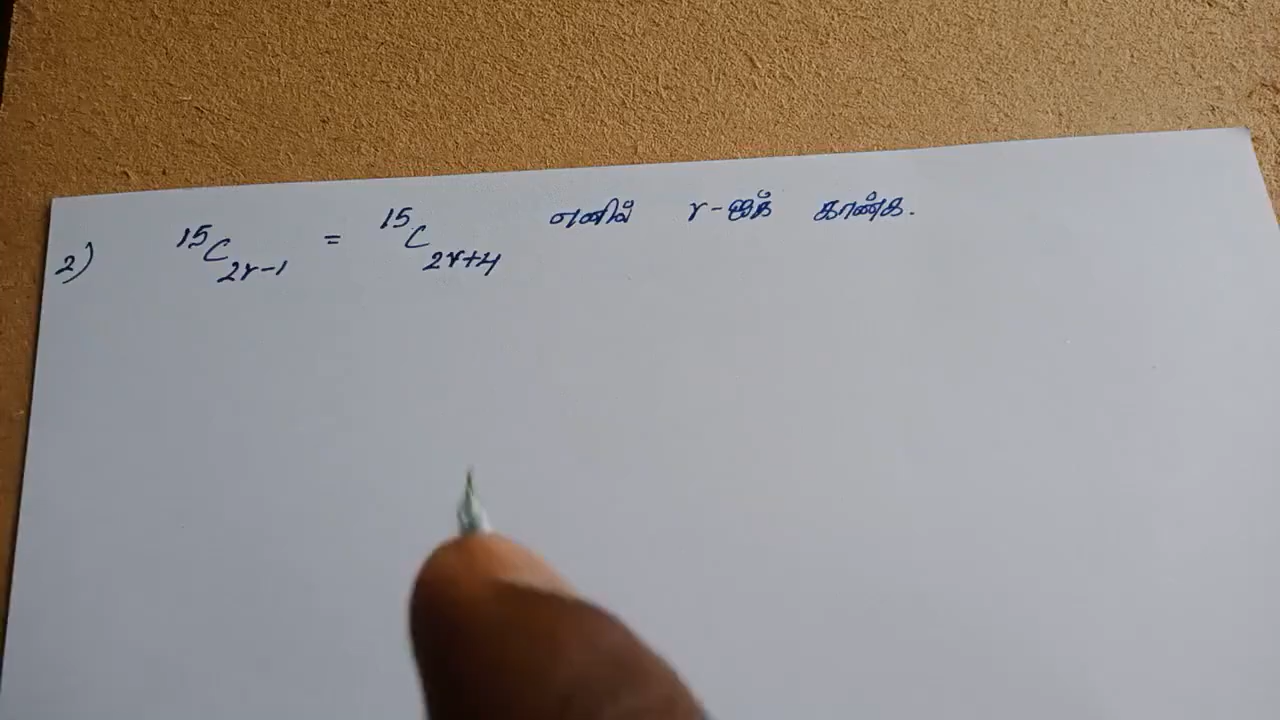 2) ¹⁵C₂ᵣ₋₁ = ¹⁵C₂ᵣ₊₄ எனில் r-ஐக் காண்க.